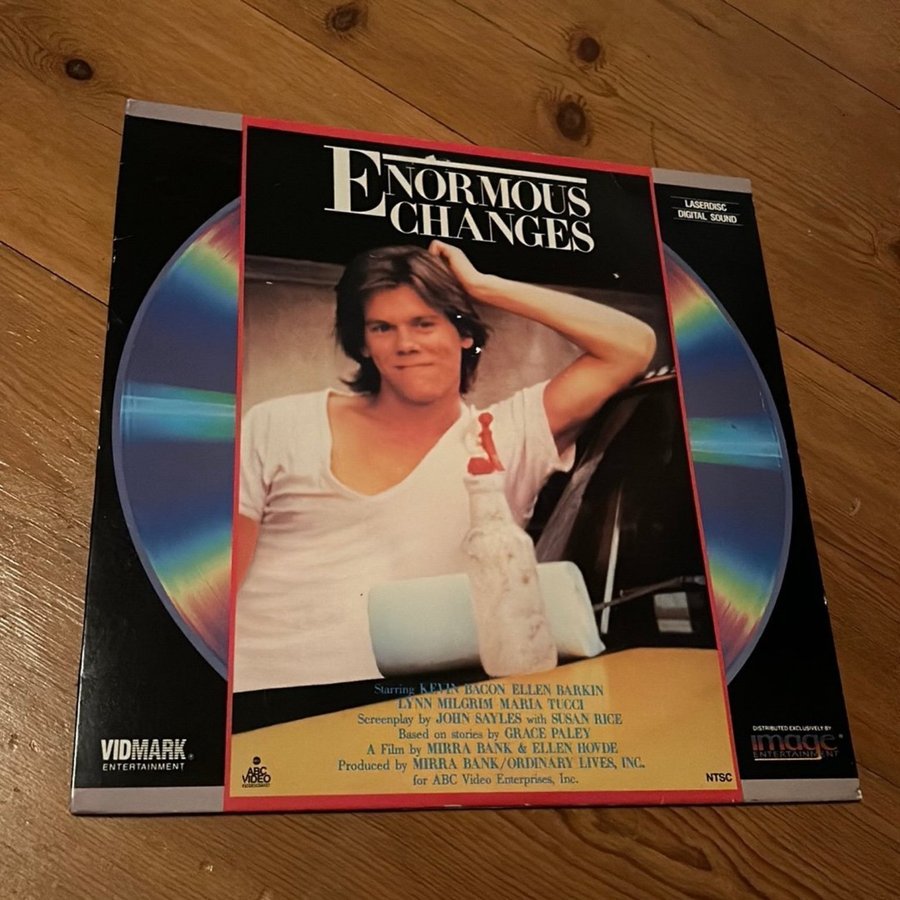 ENORMOUS
CHANGES
LASERDISC
DIGITAL SOUND
Starring KEVIN BACON ELLEN BARKIN
LYNN MILGRIM MARIA TUCCI
Screenplay by JOHN SAYLES with SUSAN RICE
Based on stories by GRACE PALEY
A Film by MIRRA BANK & ELLEN HOVDE
Produced by MIRRA BANK/ORDINARY LIVES, INC.
for ABC Video Enterprises, Inc.
VIDMARK
ENTERTAINMENT
ABC
VIDEO
NTSC
DISTRIBUTED EXCLUSIVELY BY
image
ENTERTAINMENT